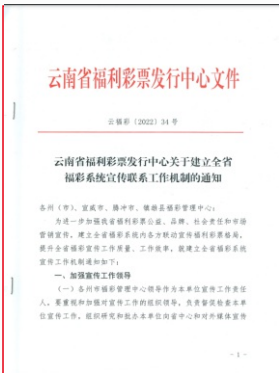 云南省福利彩票发行中心文件
云福彩〔2022〕34号
云南省福利彩票发行中心关于建立全省
福彩系统宣传联系工作机制的通知
各州（市）、宣威市、腾冲市、镇雄县福彩管理中心：
为进一步加强我省福利彩票公益、品牌、社会责任和市场
营销宣传，建立全省福彩系统内各方联动宣传福利彩票格局，
提升全省福彩宣传工作质量、工作效率，就建立全省福彩系统
宣传工作机制通知如下：
一、加强宣传工作领导
（一）各州市福彩管理中心领导作为本单位宣传工作责任
人，要重视和加强对宣传工作的组织领导，负责督促检查本单
位宣传工作，组织研究和批办本单位向省中心和对外媒体宣传
- 1 -